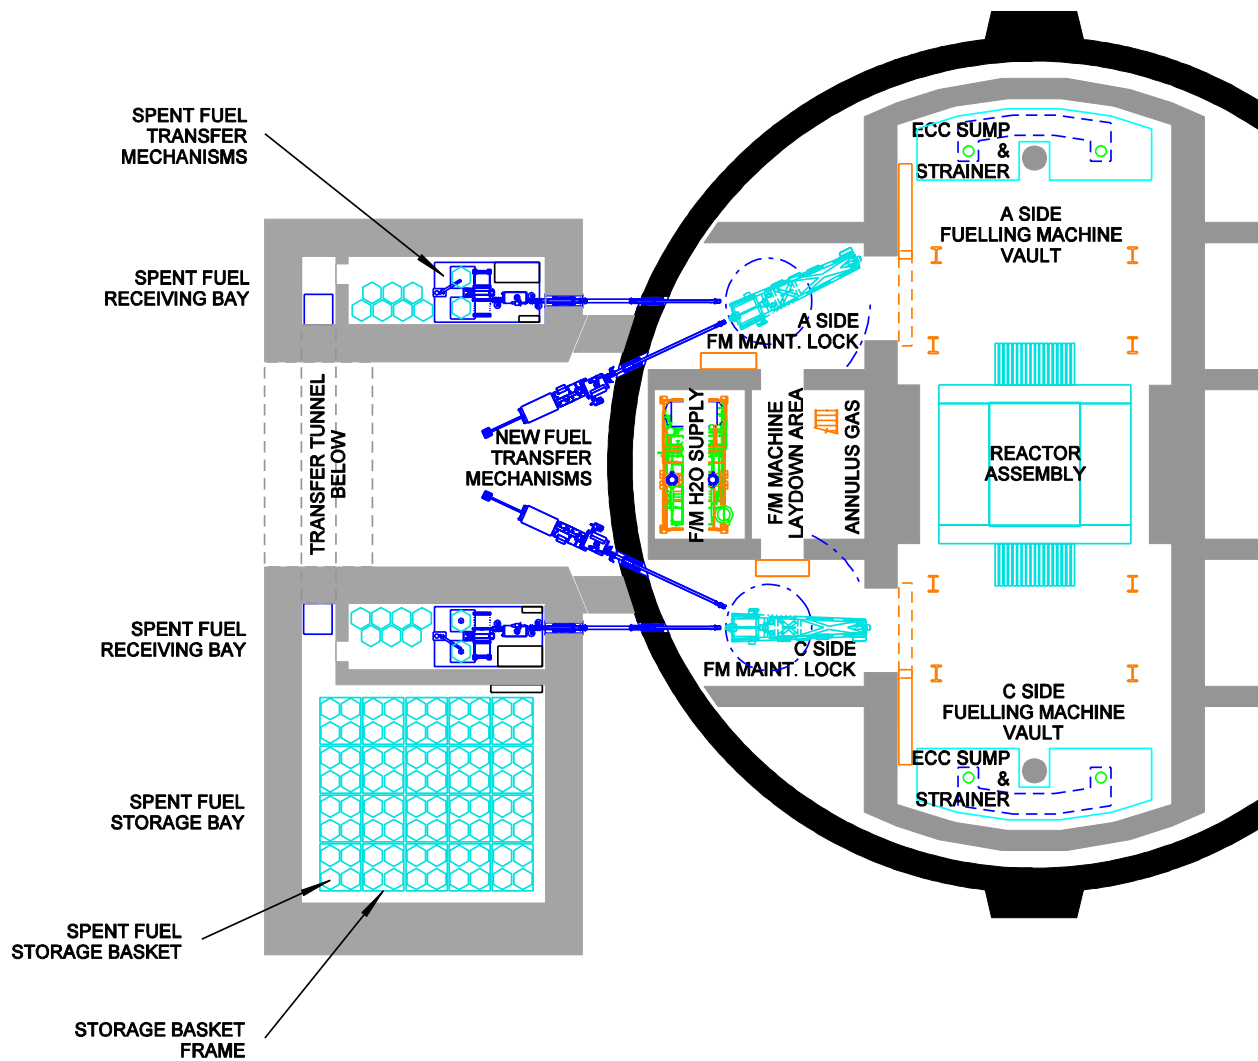 SPENT FUEL
TRANSFER
MECHANISMS
ECC SUMP
&
STRAINER
A SIDE
FUELLING MACHINE
VAULT
SPENT FUEL
RECEIVING BAY
A SIDE
FM MAINT. LOCK
TRANSFER TUNNEL
BELOW
NEW FUEL
TRANSFER
MECHANISMS
F/M H2O SUPPLY
F/M MACHINE
LAYDOWN AREA
ANNULUS GAS
REACTOR
ASSEMBLY
SPENT FUEL
RECEIVING BAY
C SIDE
FM MAINT. LOCK
C SIDE
FUELLING MACHINE
VAULT
ECC SUMP
&
STRAINER
SPENT FUEL
STORAGE BAY
SPENT FUEL
STORAGE BASKET
STORAGE BASKET
FRAME